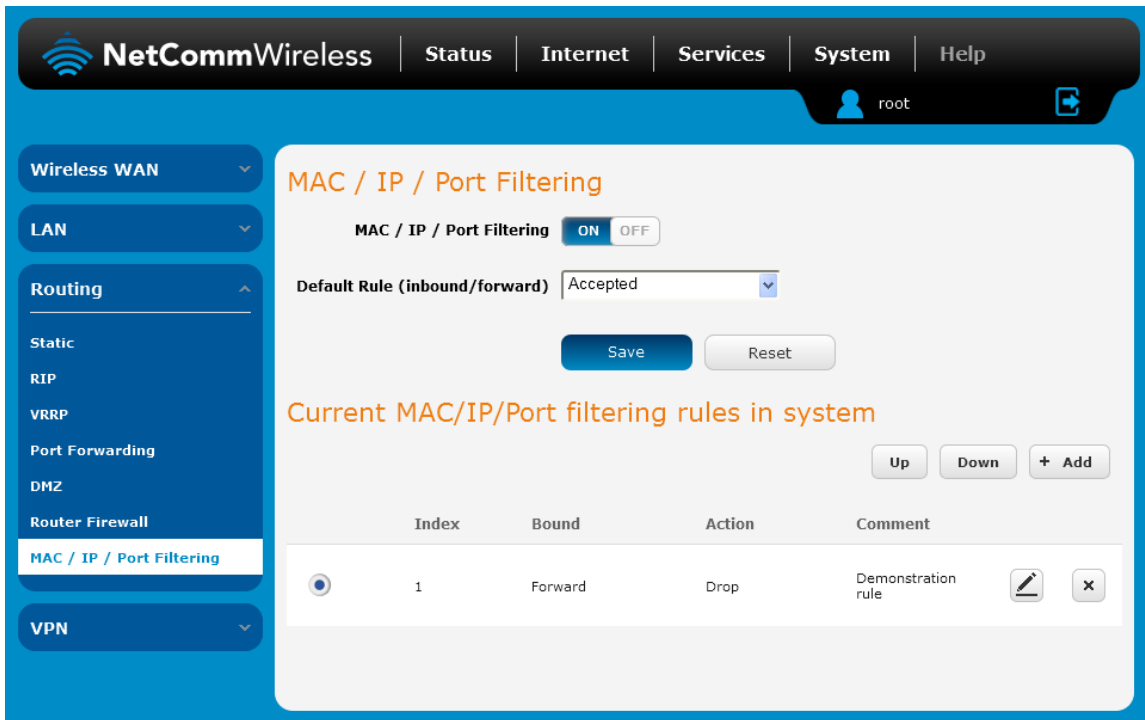 NetCommWireless Status Internet Services System Help
root
Wireless WAN
LAN
Routing
Static
RIP
VRRP
Port Forwarding
DMZ
Router Firewall
MAC / IP / Port Filtering
VPN
MAC / IP / Port Filtering
MAC / IP / Port Filtering ON OFF
Default Rule (inbound/forward) Accepted
Save Reset
Current MAC/IP/Port filtering rules in system
Up Down + Add
Index Bound Action Comment
1 Forward Drop Demonstration
rule